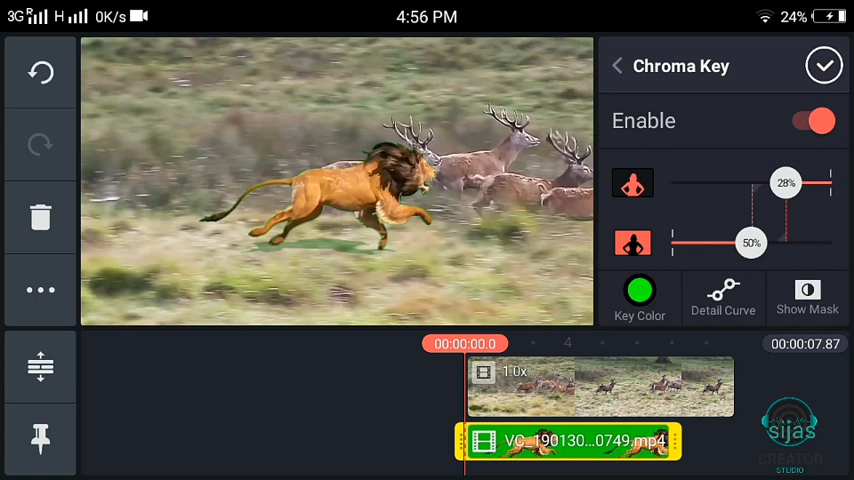 3G R H 0K/s 4:56 PM 24%
Chroma Key
Enable
28%
50%
Key Color Detail Curve Show Mask
00:00:00.0 4 00:00:07.87
1.0x
VC_190130...0749.mp4
sijas
CREATOR
STUDIO